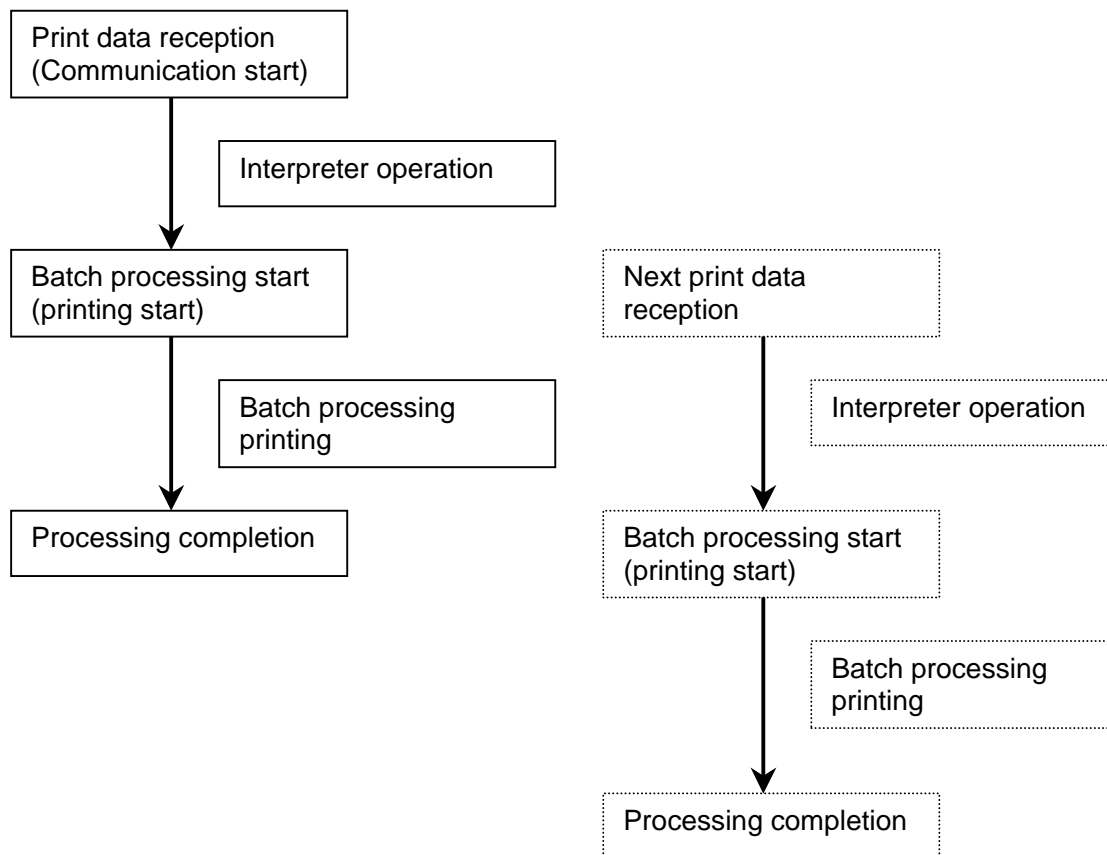 Print data reception
(Communication start)
Interpreter operation
Batch processing start
(printing start)
Batch processing
printing
Processing completion
Next print data
reception
Interpreter operation
Batch processing start
(printing start)
Batch processing
printing
Processing completion